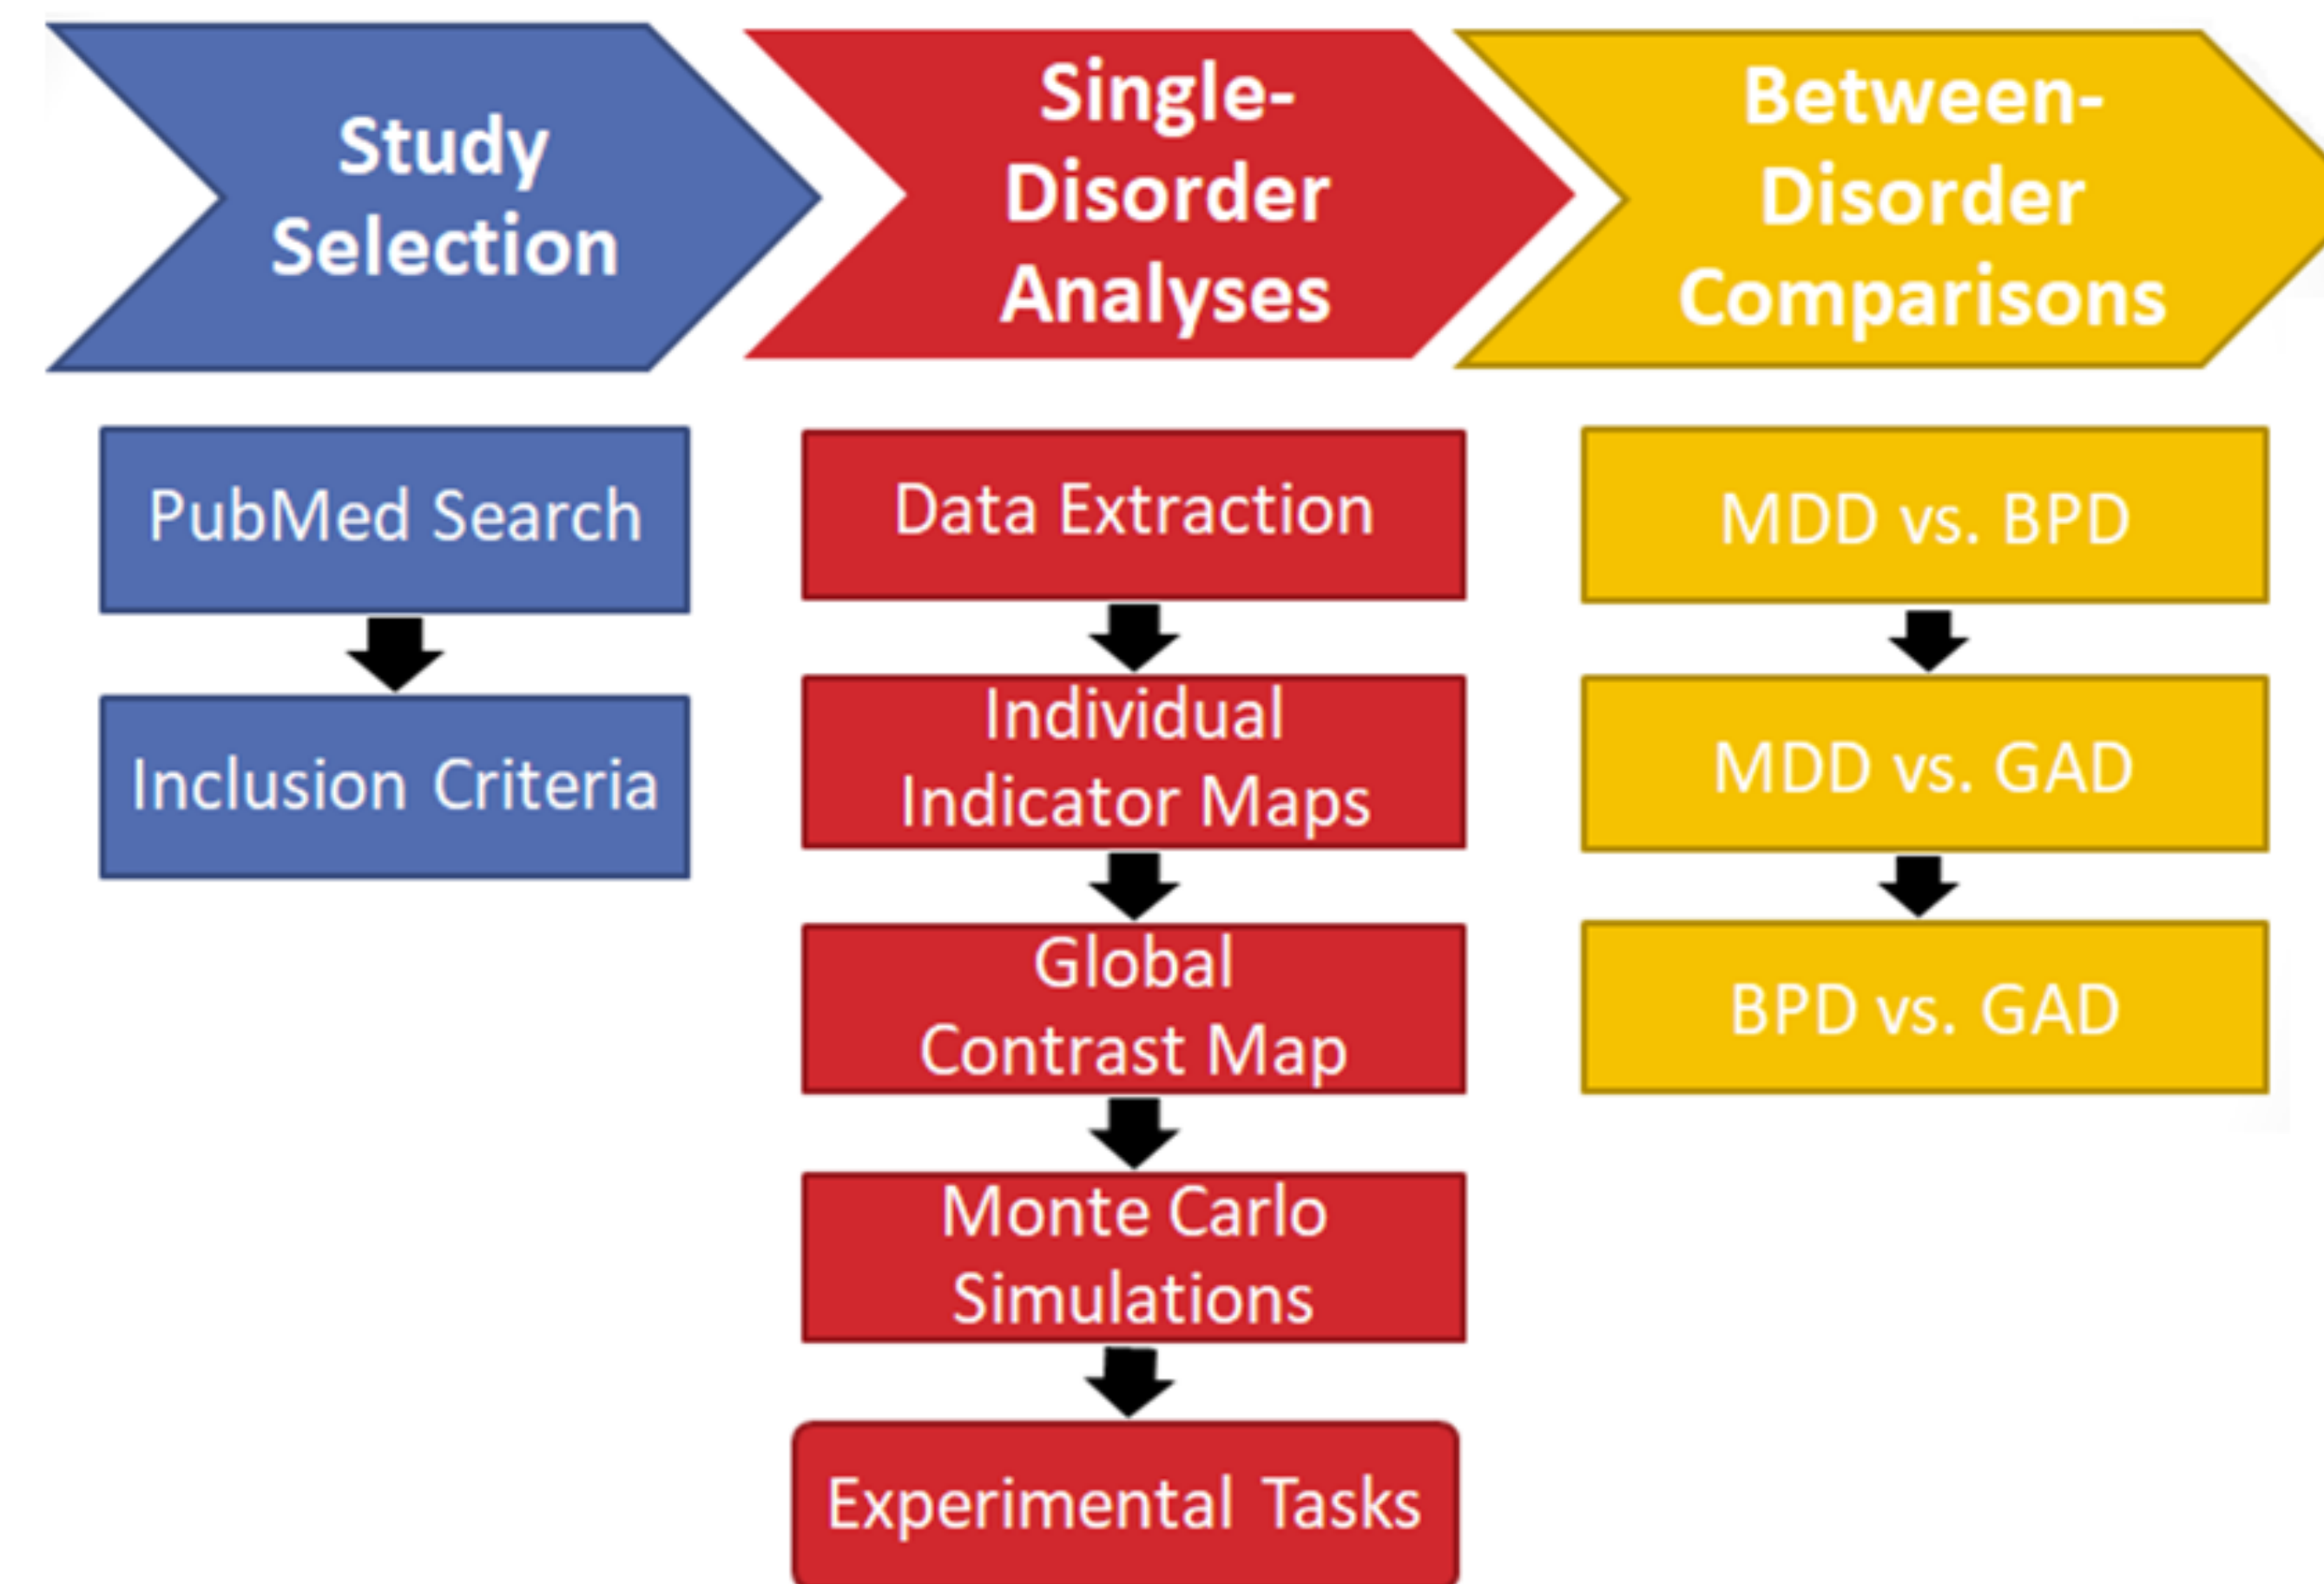 Study
Selection
Single-
Disorder
Analyses
Between-
Disorder
Comparisons
PubMed Search
Inclusion Criteria
Data Extraction
Individual
Indicator Maps
Global
Contrast Map
Monte Carlo
Simulations
Experimental Tasks
MDD vs. BPD
MDD vs. GAD
BPD vs. GAD